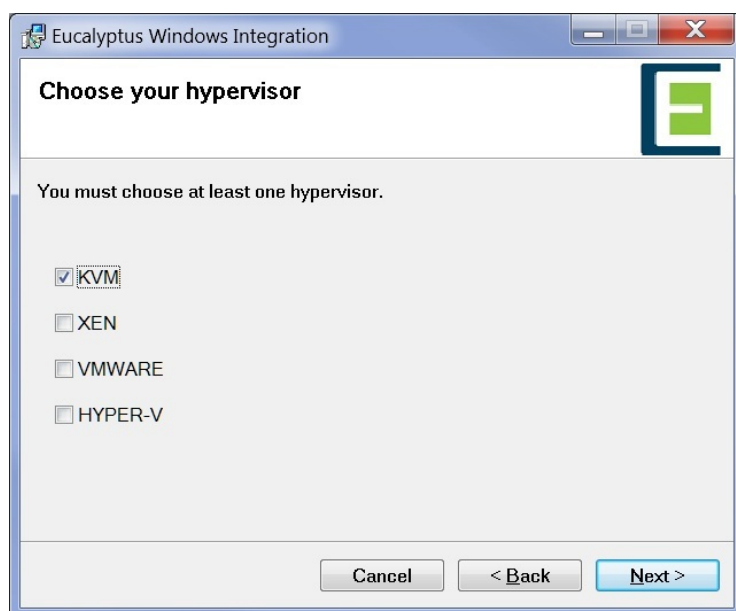 Eucalyptus Windows Integration
Choose your hypervisor
You must choose at least one hypervisor.
KVM
XEN
VMWARE
HYPER-V
Cancel < Back Next >